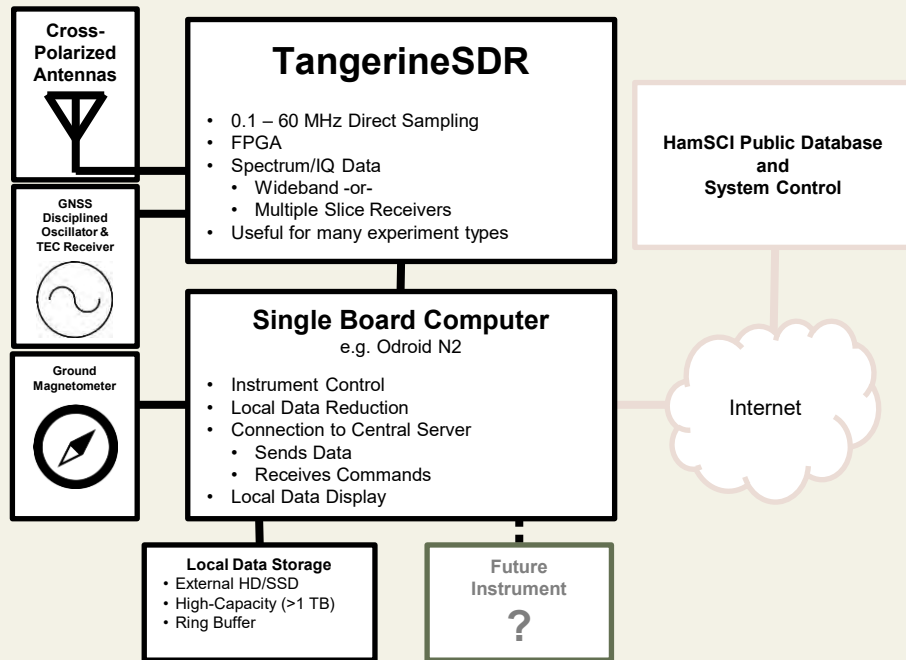 Cross-
Polarized
Antennas
TangerineSDR
• 0.1 – 60 MHz Direct Sampling
• FPGA
• Spectrum/IQ Data
• Wideband -or-
• Multiple Slice Receivers
• Useful for many experiment types
HamSCI Public Database
and
System Control
GNSS
Disciplined
Oscillator &
TEC Receiver
Single Board Computer
e.g. Odroid N2
• Instrument Control
• Local Data Reduction
• Connection to Central Server
• Sends Data
• Receives Commands
• Local Data Display
Ground
Magnetometer
Internet
Local Data Storage
• External HD/SSD
• High-Capacity (>1 TB)
• Ring Buffer
Future
Instrument
?